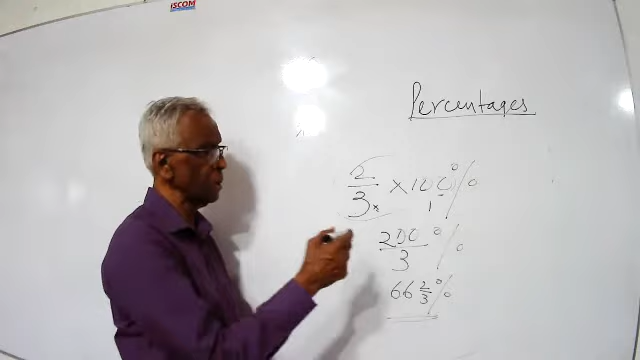 ISCOM
Percentages
2/3 × 100 %
1
200/3 %
66 2/3 %